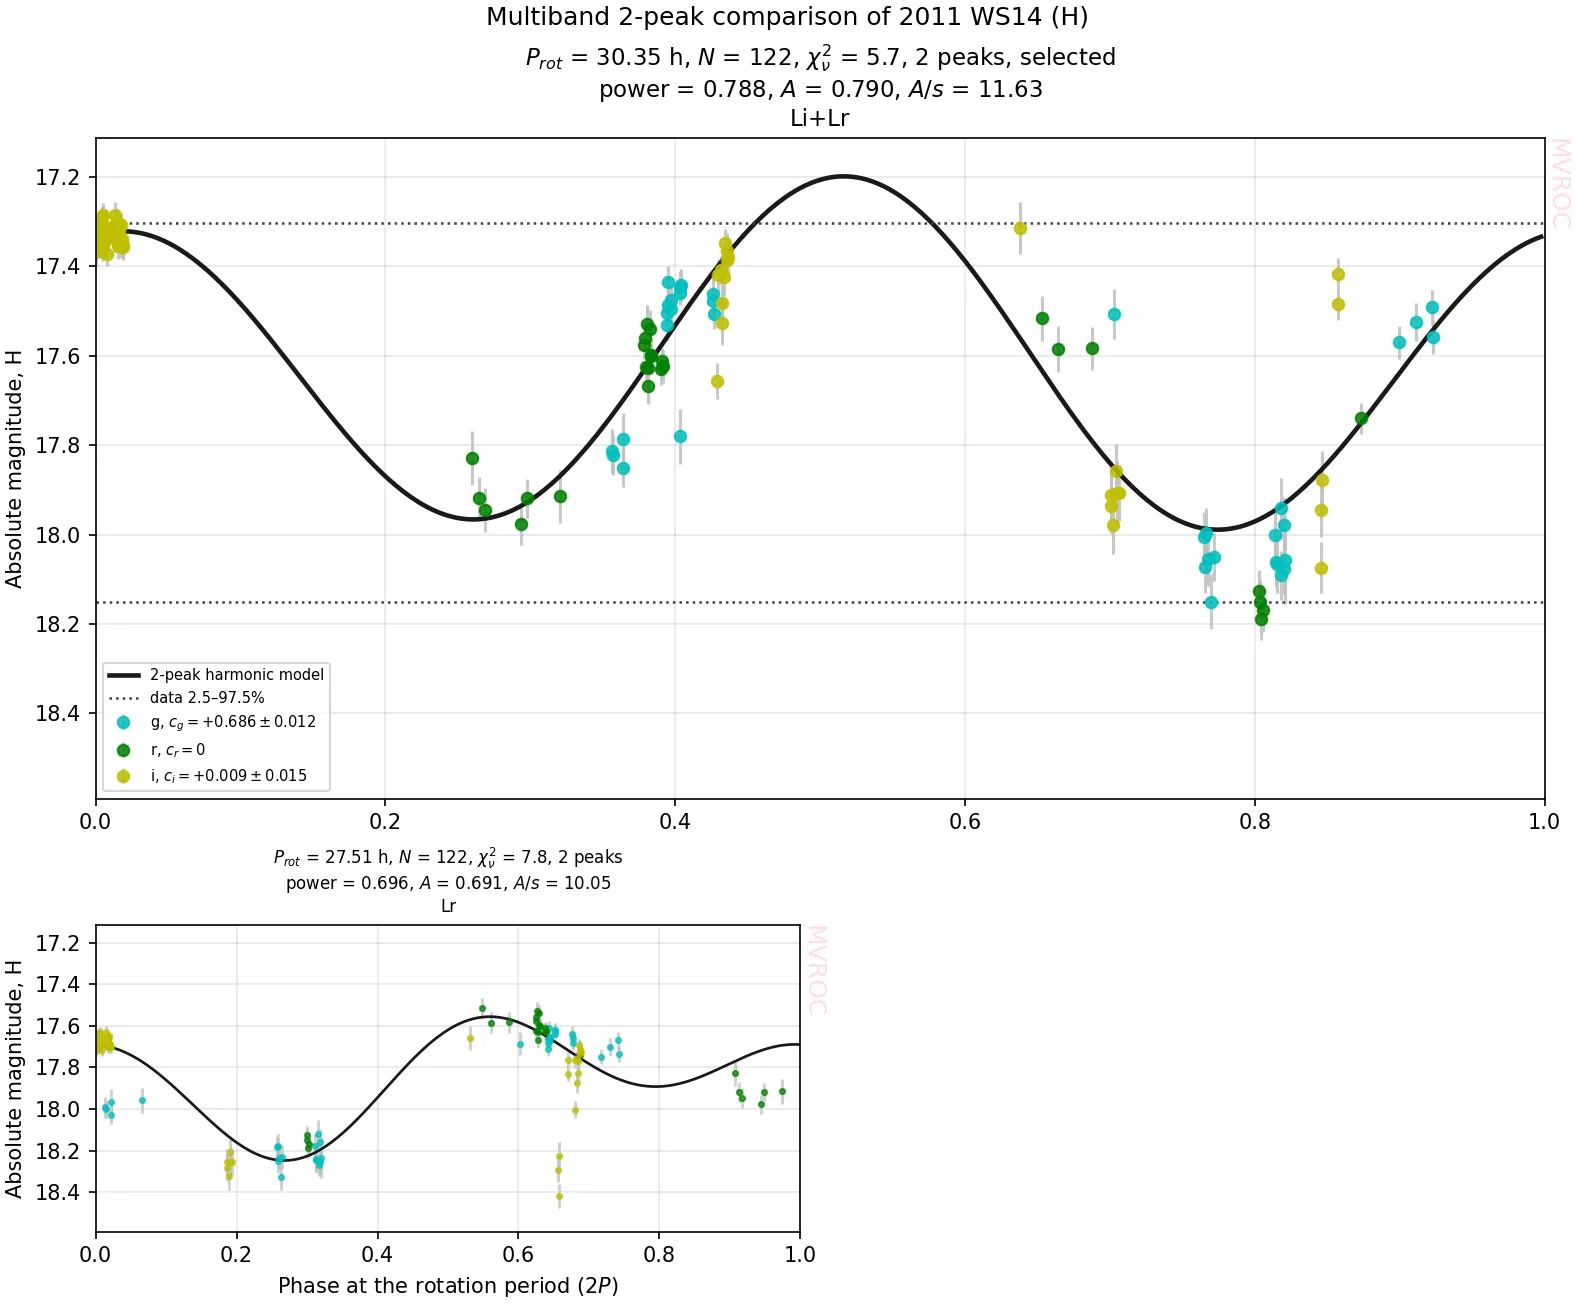 Multiband 2-peak comparison of 2011 WS14 (H)
P_rot = 30.35 h, N = 122, χ²_ν = 5.7, 2 peaks, selected
power = 0.788, A = 0.790, A/s = 11.63
Li+Lr
MVROC
Absolute magnitude, H
17.2
17.4
17.6
17.8
18.0
18.2
18.4
2-peak harmonic model
data 2.5–97.5%
g, c_g = +0.686 ± 0.012
r, c_r = 0
i, c_i = +0.009 ± 0.015
0.0 0.2 0.4 0.6 0.8 1.0
P_rot = 27.51 h, N = 122, χ²_ν = 7.8, 2 peaks
power = 0.696, A = 0.691, A/s = 10.05
Lr
MVROC
Absolute magnitude, H
17.2
17.4
17.6
17.8
18.0
18.2
18.4
0.0 0.2 0.4 0.6 0.8 1.0
Phase at the rotation period (2P)